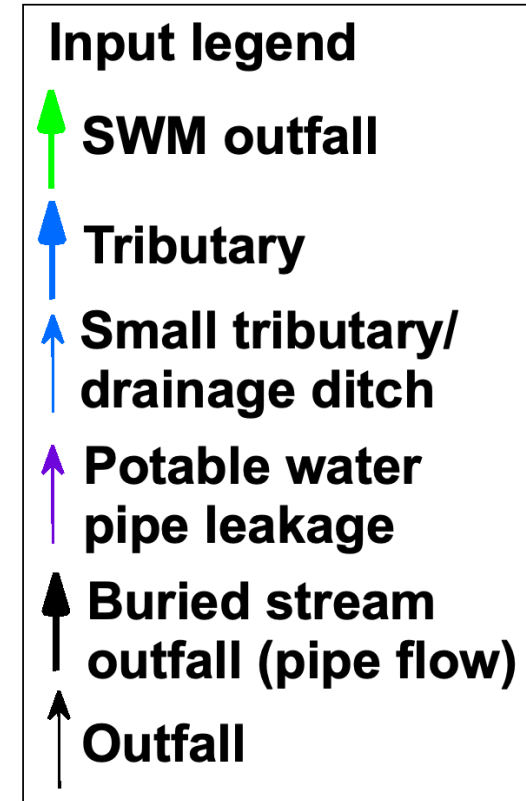 Input legend
SWM outfall
Tributary
Small tributary/
drainage ditch
Potable water
pipe leakage
Buried stream
outfall (pipe flow)
Outfall